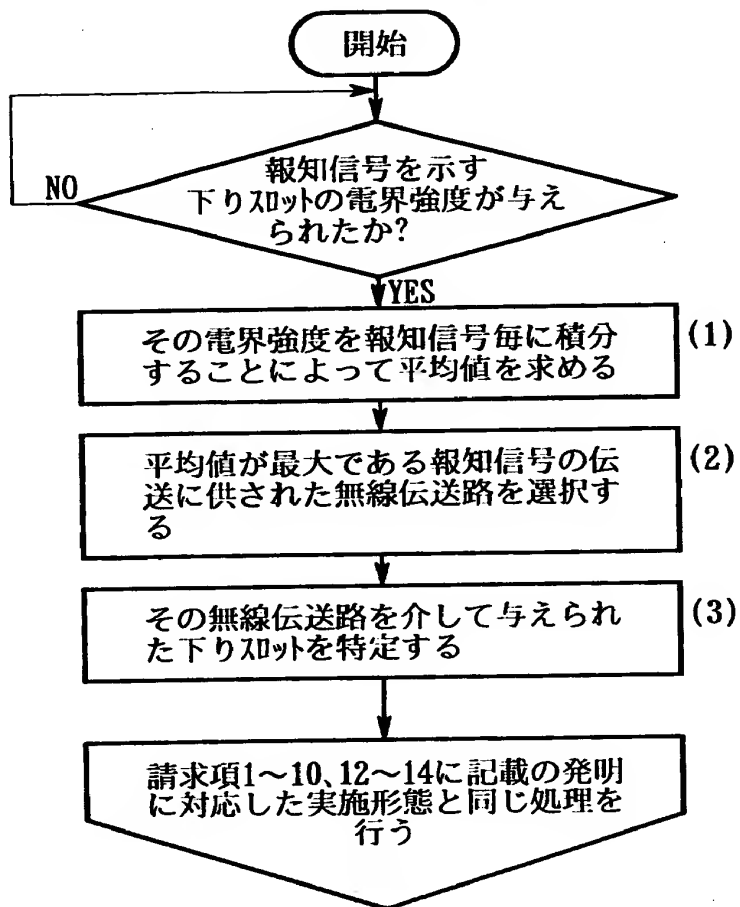 開始
報知信号を示す
下りスロットの電界強度が与え
られたか?
NO
YES
その電界強度を報知信号毎に積分
することによって平均値を求める
(1)
平均値が最大である報知信号の伝
送に供された無線伝送路を選択す
る
(2)
その無線伝送路を介して与えられ
た下りスロットを特定する
(3)
請求項1~10、12~14に記載の発明
に対応した実施形態と同じ処理を
行う